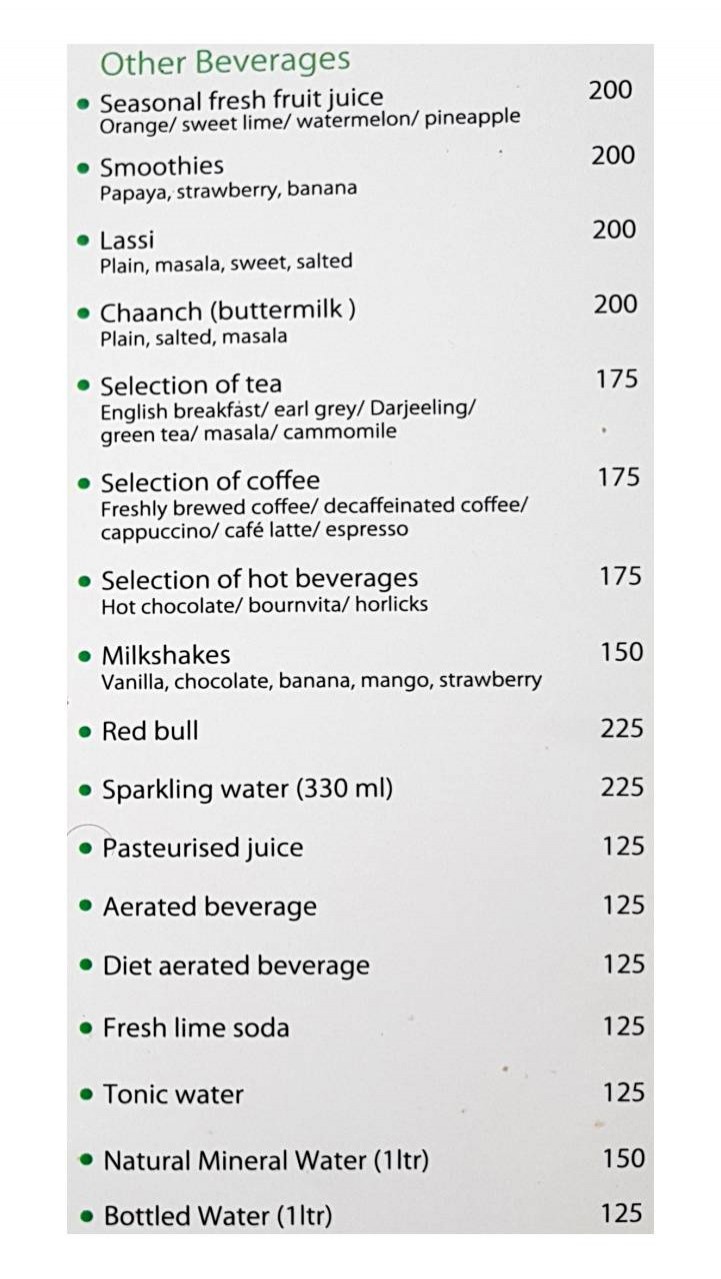 Other Beverages
• Seasonal fresh fruit juice 200
Orange/ sweet lime/ watermelon/ pineapple
• Smoothies 200
Papaya, strawberry, banana
• Lassi 200
Plain, masala, sweet, salted
• Chaanch (buttermilk ) 200
Plain, salted, masala
• Selection of tea 175
English breakfast/ earl grey/ Darjeeling/
green tea/ masala/ cammomile
• Selection of coffee 175
Freshly brewed coffee/ decaffeinated coffee/
cappuccino/ café latte/ espresso
• Selection of hot beverages 175
Hot chocolate/ bournvita/ horlicks
• Milkshakes 150
Vanilla, chocolate, banana, mango, strawberry
• Red bull 225
• Sparkling water (330 ml) 225
• Pasteurised juice 125
• Aerated beverage 125
• Diet aerated beverage 125
• Fresh lime soda 125
• Tonic water 125
• Natural Mineral Water (1ltr) 150
• Bottled Water (1ltr) 125